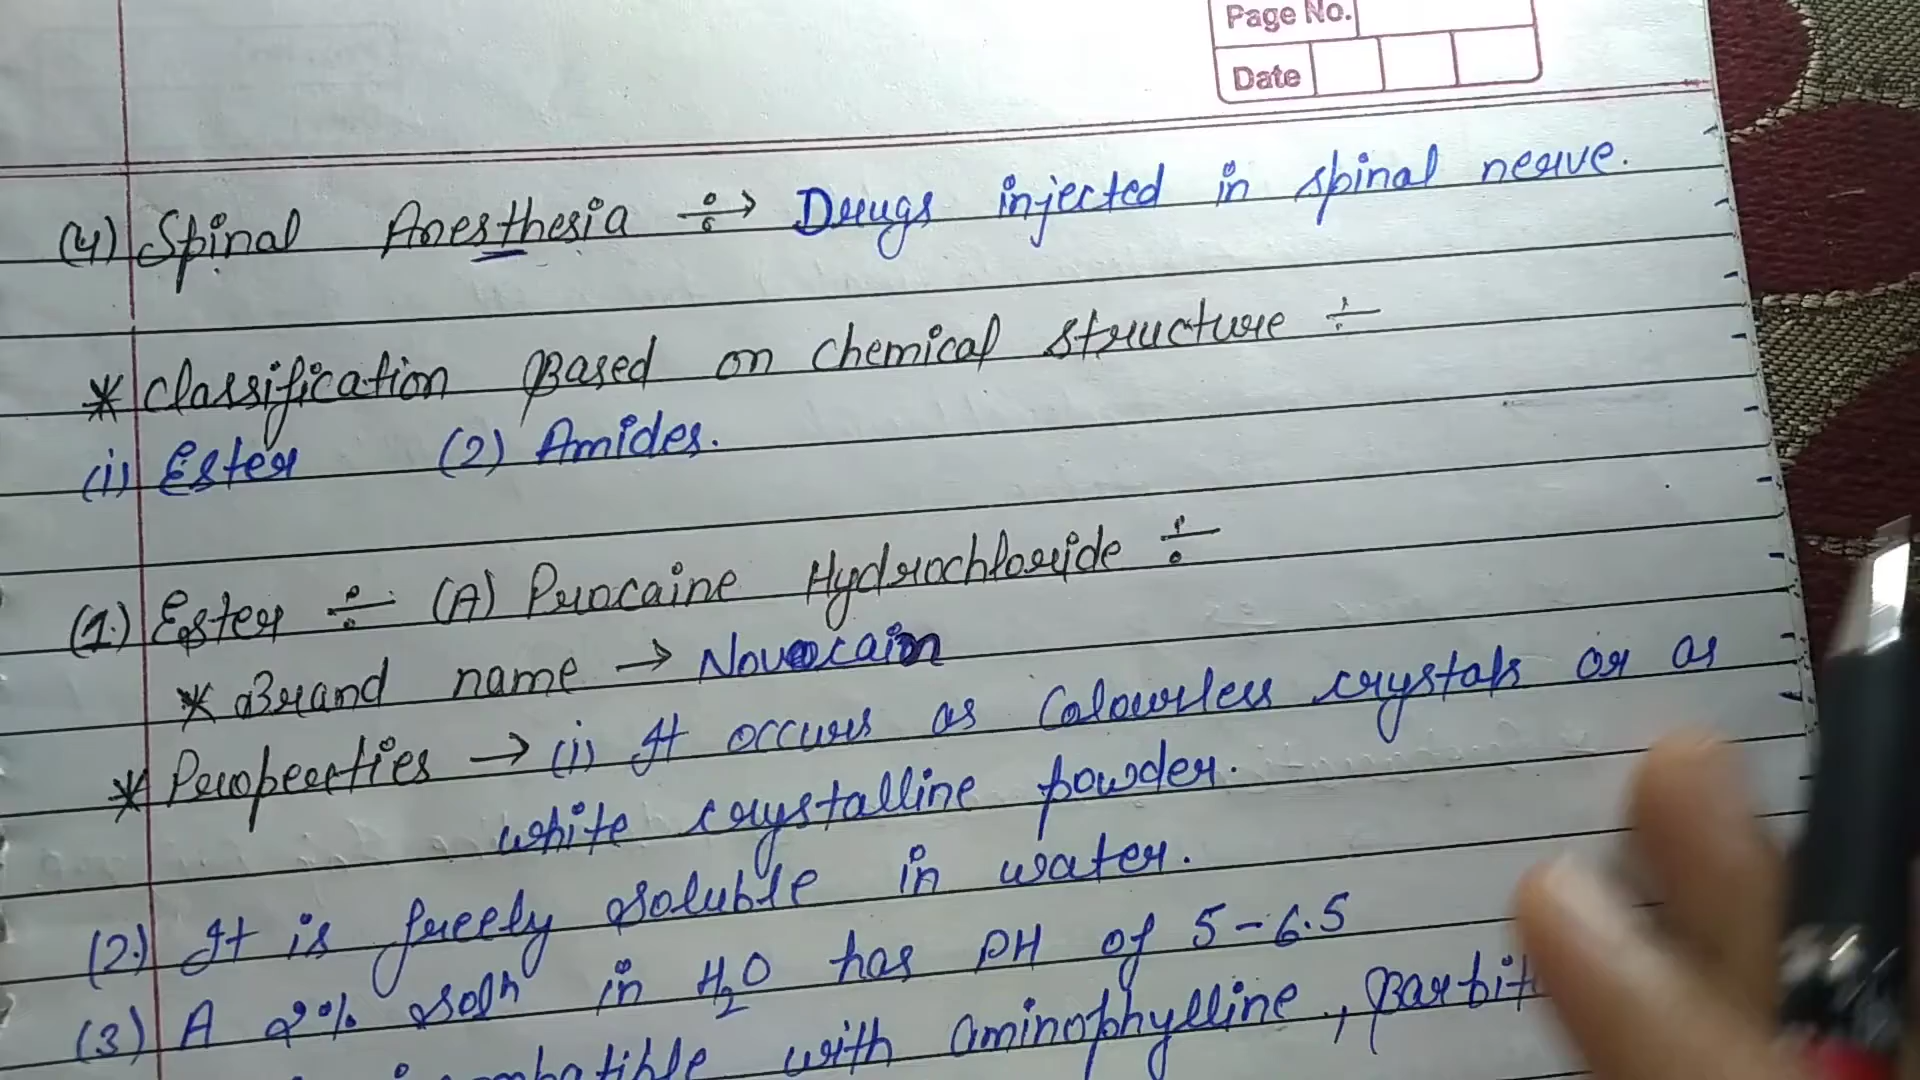 Page No.
Date
(4) Spinal Anesthesia ÷→ Drugs injected in spinal nerve.
* Classification Based on chemical structure ÷
(i) Ester (2) Amides.
(1.) Ester ÷ (A) Procaine Hydrochloride ÷
* Brand name → Novocain
* Properties → (i) It occurs as Colourless crystals or as
white crystalline powder.
(2.) It is freely soluble in water.
(3) A 2% solⁿ in H₂O has PH of 5-6.5
with aminophylline,